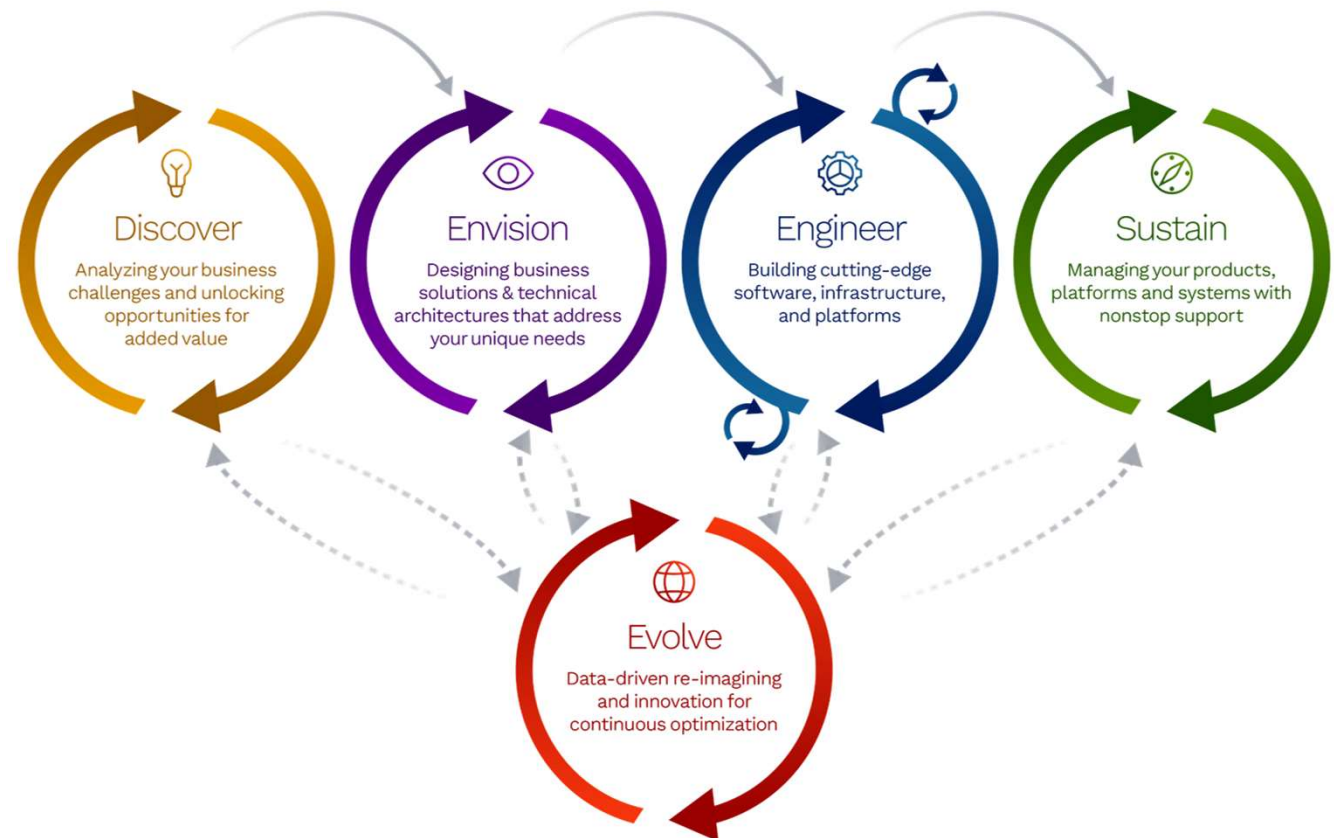 Discover
Analyzing your business
challenges and unlocking
opportunities for
added value
Envision
Designing business
solutions & technical
architectures that address
your unique needs
Engineer
Building cutting-edge
software, infrastructure,
and platforms
Sustain
Managing your products,
platforms and systems with
nonstop support
Evolve
Data-driven re-imagining
and innovation for
continuous optimization